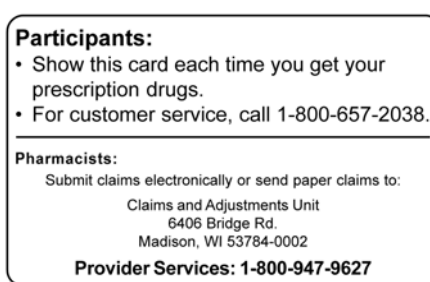 Participants:
• Show this card each time you get your
prescription drugs.
• For customer service, call 1-800-657-2038.
Pharmacists:
Submit claims electronically or send paper claims to:
Claims and Adjustments Unit
6406 Bridge Rd.
Madison, WI 53784-0002
Provider Services: 1-800-947-9627